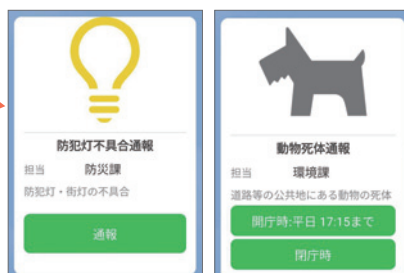 防犯灯不具合通報
担当 防災課
防犯灯・街灯の不具合
通報
動物死体通報
担当 環境課
道路等の公共地にある動物の死体
開庁時:平日 17:15まで
閉庁時